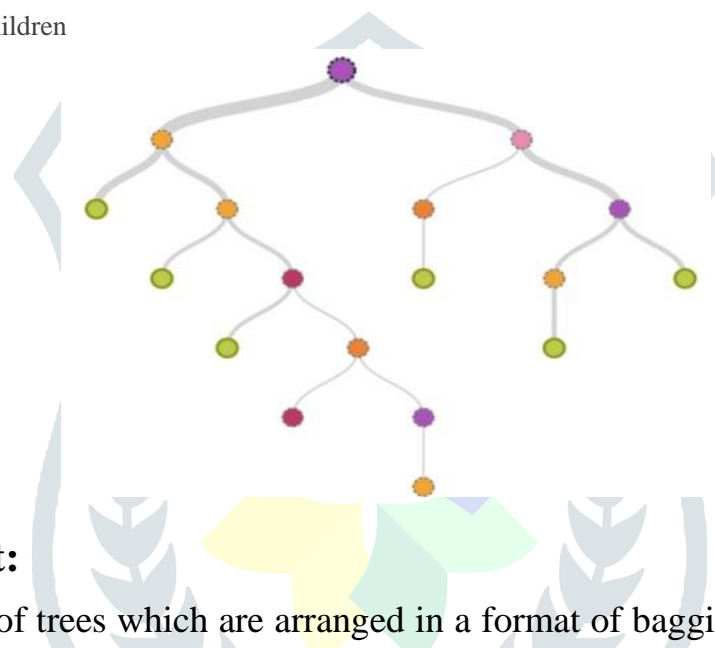 ildren
t:
of trees which are arranged in a format of baggi